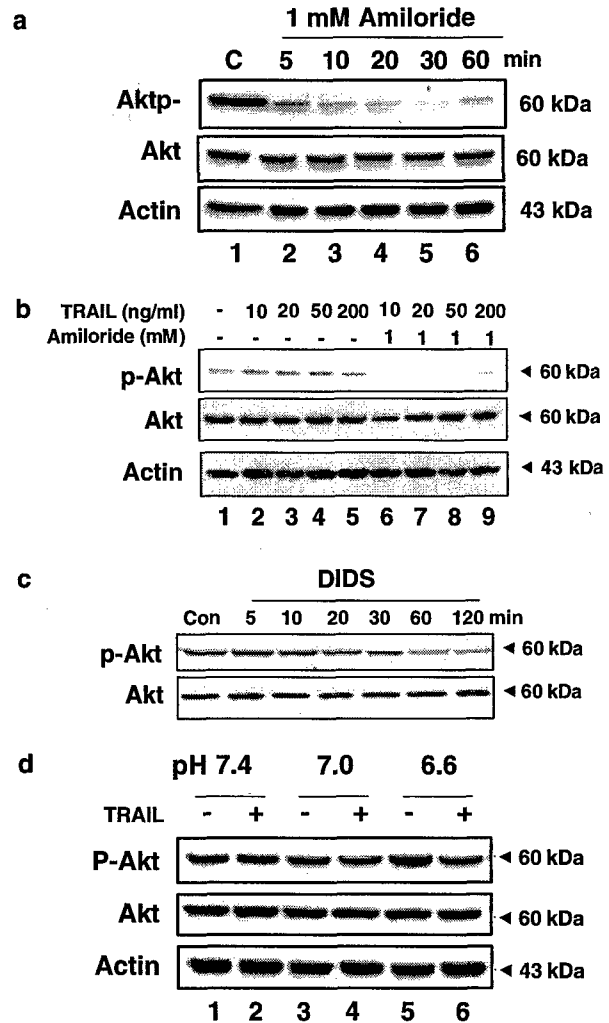 a
1 mM Amiloride
C 5 10 20 30 60 min
Aktp- 60 kDa
Akt 60 kDa
Actin 43 kDa
1 2 3 4 5 6
b
TRAIL (ng/ml) - 10 20 50 200 10 20 50 200
Amiloride (mM) - - - - - 1 1 1 1
p-Akt ◄ 60 kDa
Akt ◄ 60 kDa
Actin ◄ 43 kDa
1 2 3 4 5 6 7 8 9
c
DIDS
Con 5 10 20 30 60 120 min
p-Akt ◄ 60 kDa
Akt ◄ 60 kDa
d
pH 7.4 7.0 6.6
TRAIL - + - + - +
P-Akt ◄ 60 kDa
Akt ◄ 60 kDa
Actin ◄ 43 kDa
1 2 3 4 5 6